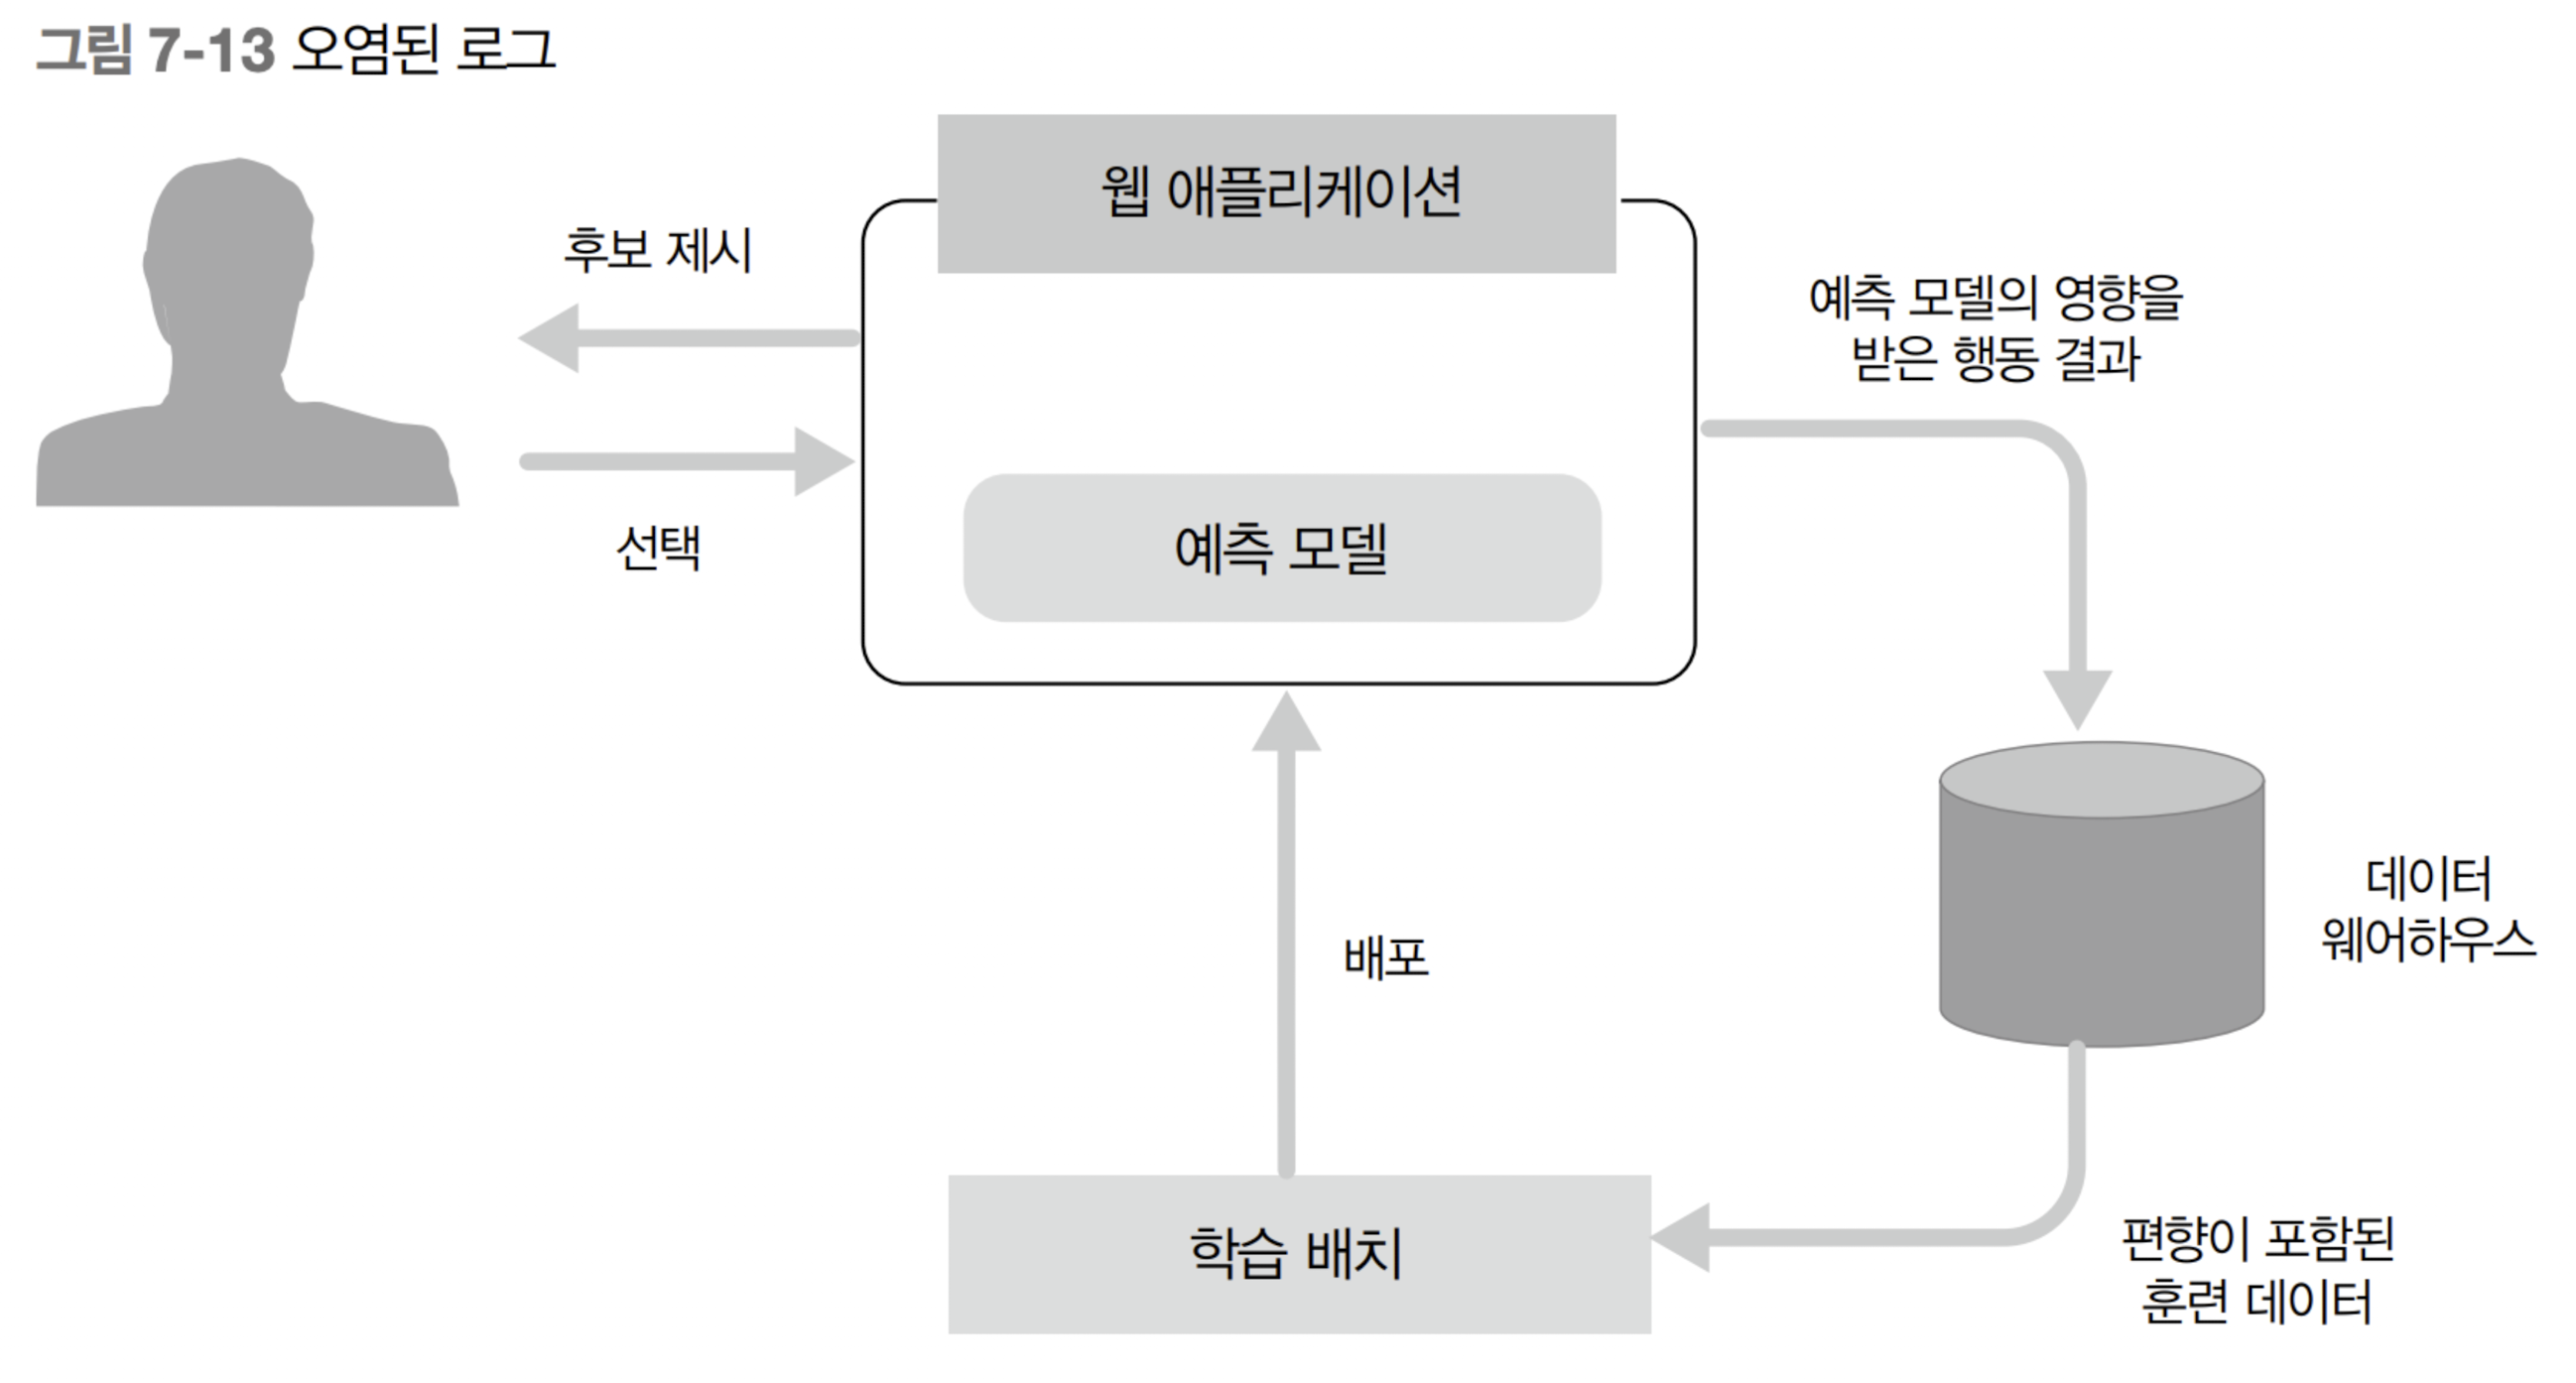 그림 7-13 오염된 로그
웹 애플리케이션
후보 제시
예측 모델의 영향을
받은 행동 결과
선택
예측 모델
데이터
웨어하우스
배포
학습 배치
편향이 포함된
훈련 데이터